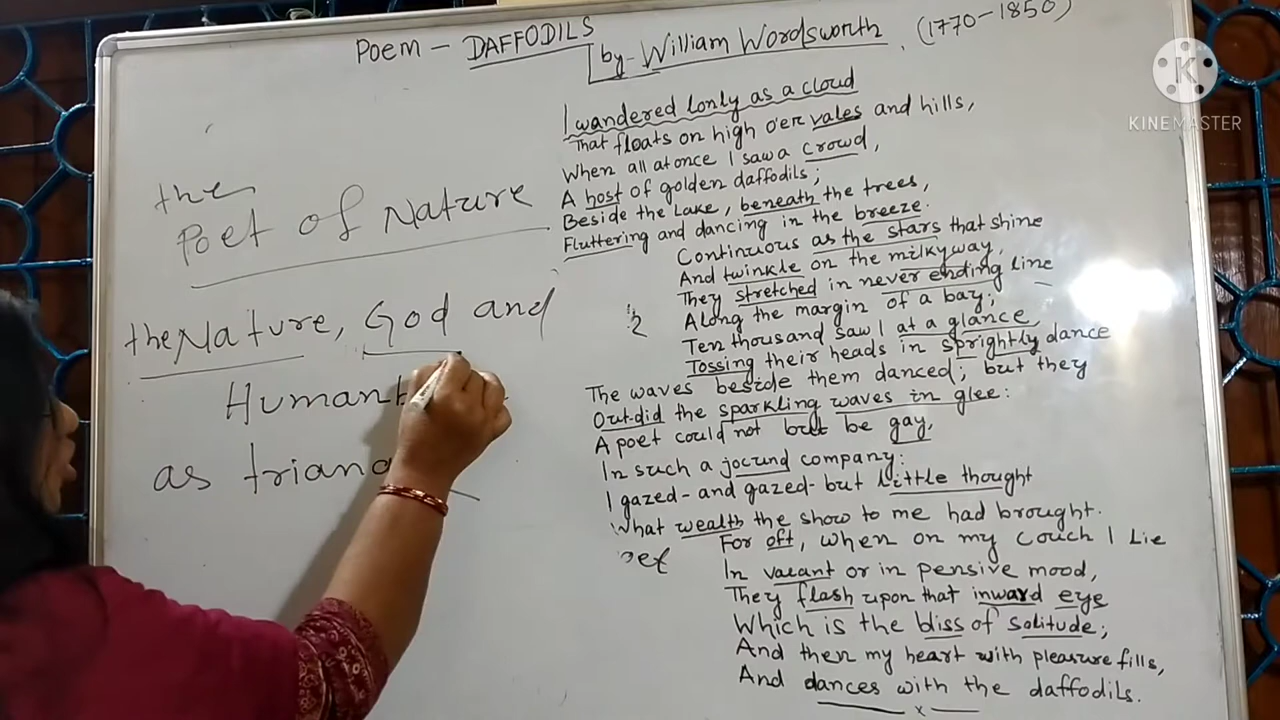 Poem - DAFFODILS
by- William Wordsworth. (1770-1850)
the
Poet of Nature
the Nature, God and
Human
as
I wandered lonly as a cloud
That floats on high o'er vales and hills,
When all at once I saw a crowd,
A host of golden daffodils;
Beside the Lake, beneath the trees,
Fluttering and dancing in the breeze.
Continuous as the stars that shine
And twinkle on the milkyway,
They stretched in never ending line
Along the margin of a bay;
Ten thousand saw I at a glance,
Tossing their heads in sprightly dance
The waves beside them danced; but they
Out-did the sparkling waves in glee:
A poet could not but be gay,
In such a jocund company:
I gazed- and gazed- but little thought
What wealth the show to me had brought.
For oft, when on my couch I Lie
In vacant or in pensive mood,
They flash upon that inward eye
Which is the bliss of solitude;
And then my heart with pleasure fills,
And dances with the daffodils.
x
KINEMASTER